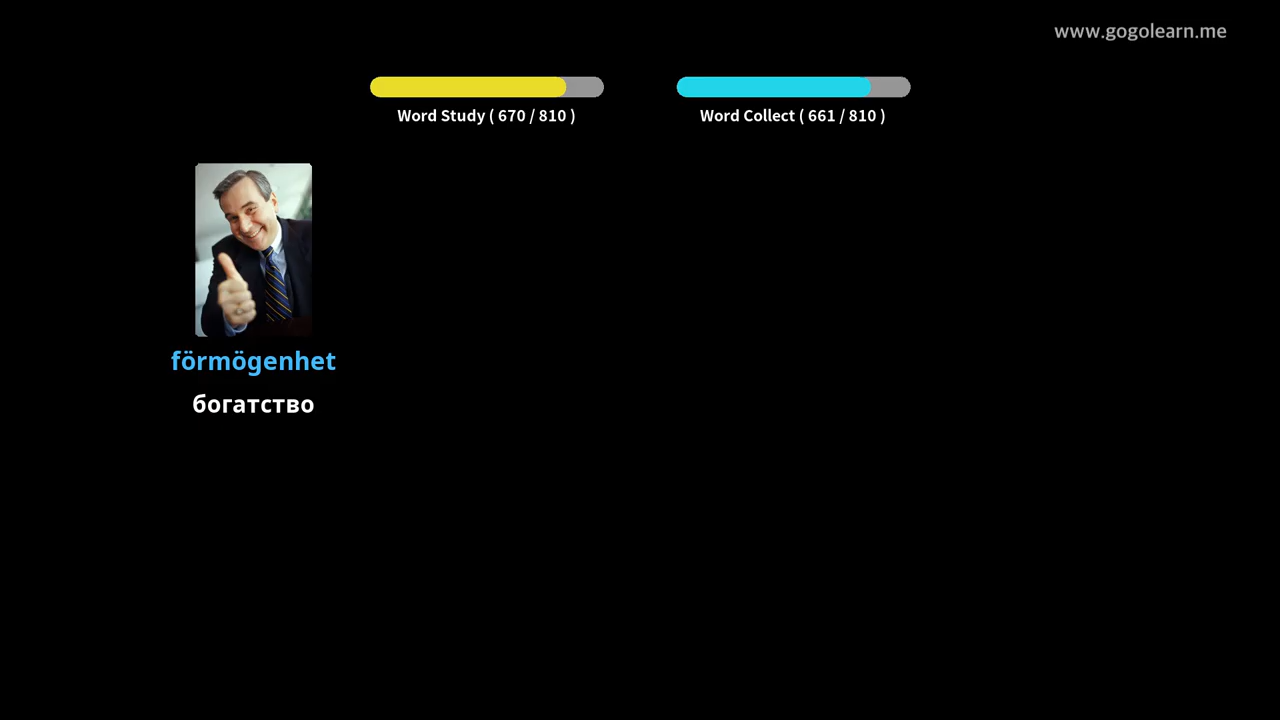 www.gogolearn.me
Word Study ( 670 / 810 )
Word Collect ( 661 / 810 )
förmögenhet
богатство